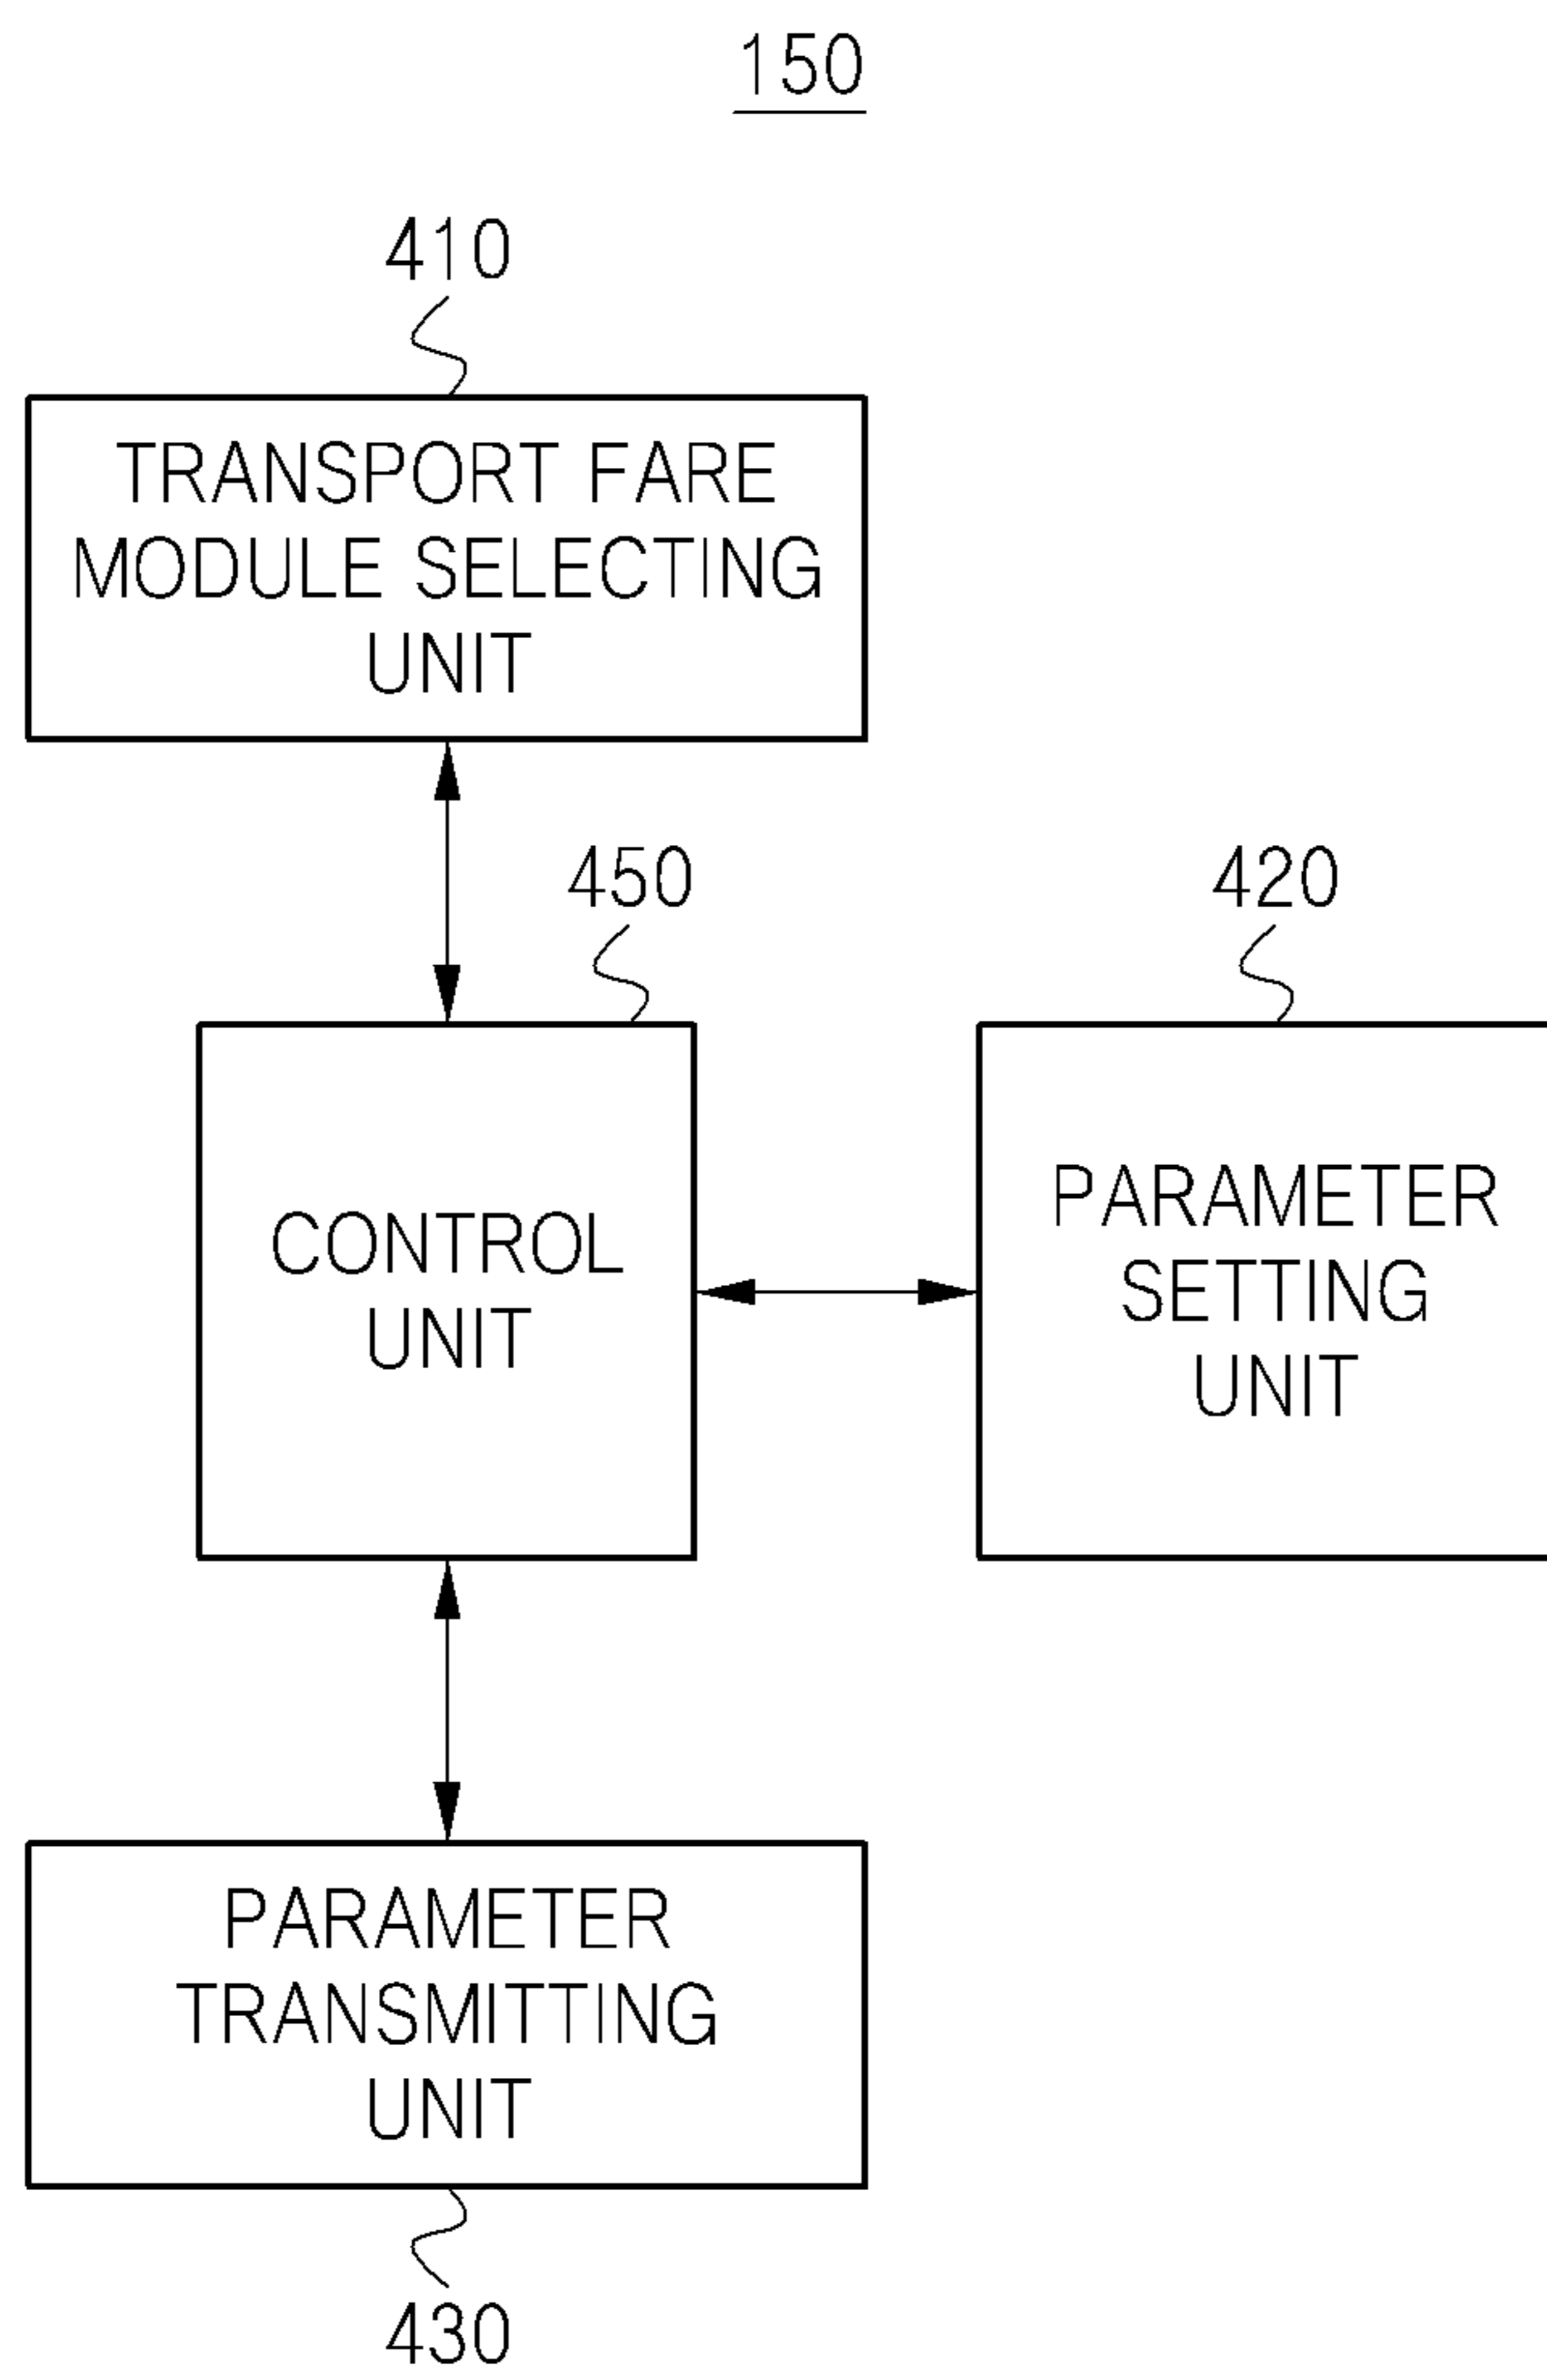 150
410
TRANSPORT FARE
MODULE SELECTING
UNIT
450
420
CONTROL
UNIT
PARAMETER
SETTING
UNIT
PARAMETER
TRANSMITTING
UNIT
430